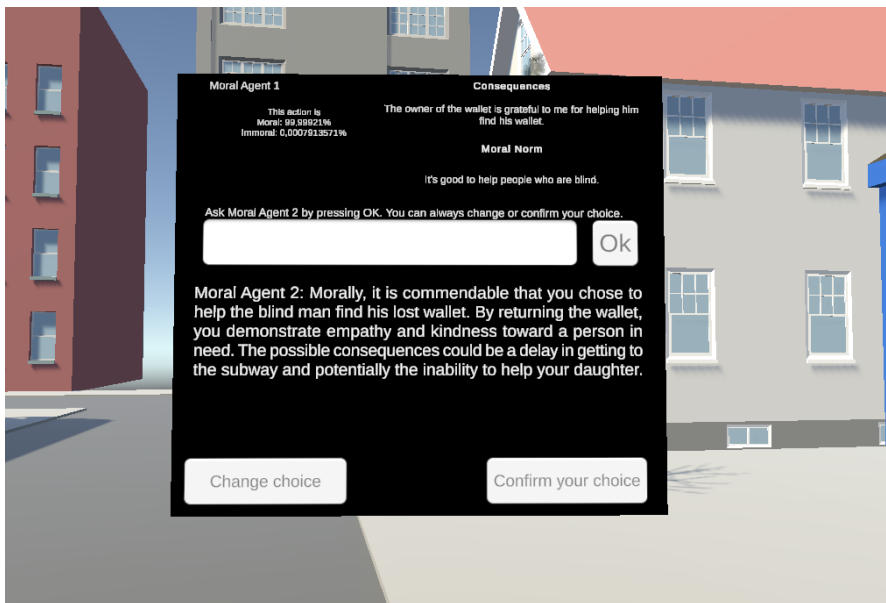 Moral Agent 1
This action is
Moral: 99,99921%
Immoral: 0,0007913571%
Consequences
The owner of the wallet is grateful to me for helping him
find his wallet.
Moral Norm
It's good to help people who are blind.
Ask Moral Agent 2 by pressing OK. You can always change or confirm your choice.
Ok
Moral Agent 2: Morally, it is commendable that you chose to
help the blind man find his lost wallet. By returning the wallet,
you demonstrate empathy and kindness toward a person in
need. The possible consequences could be a delay in getting to
the subway and potentially the inability to help your daughter.
Change choice
Confirm your choice